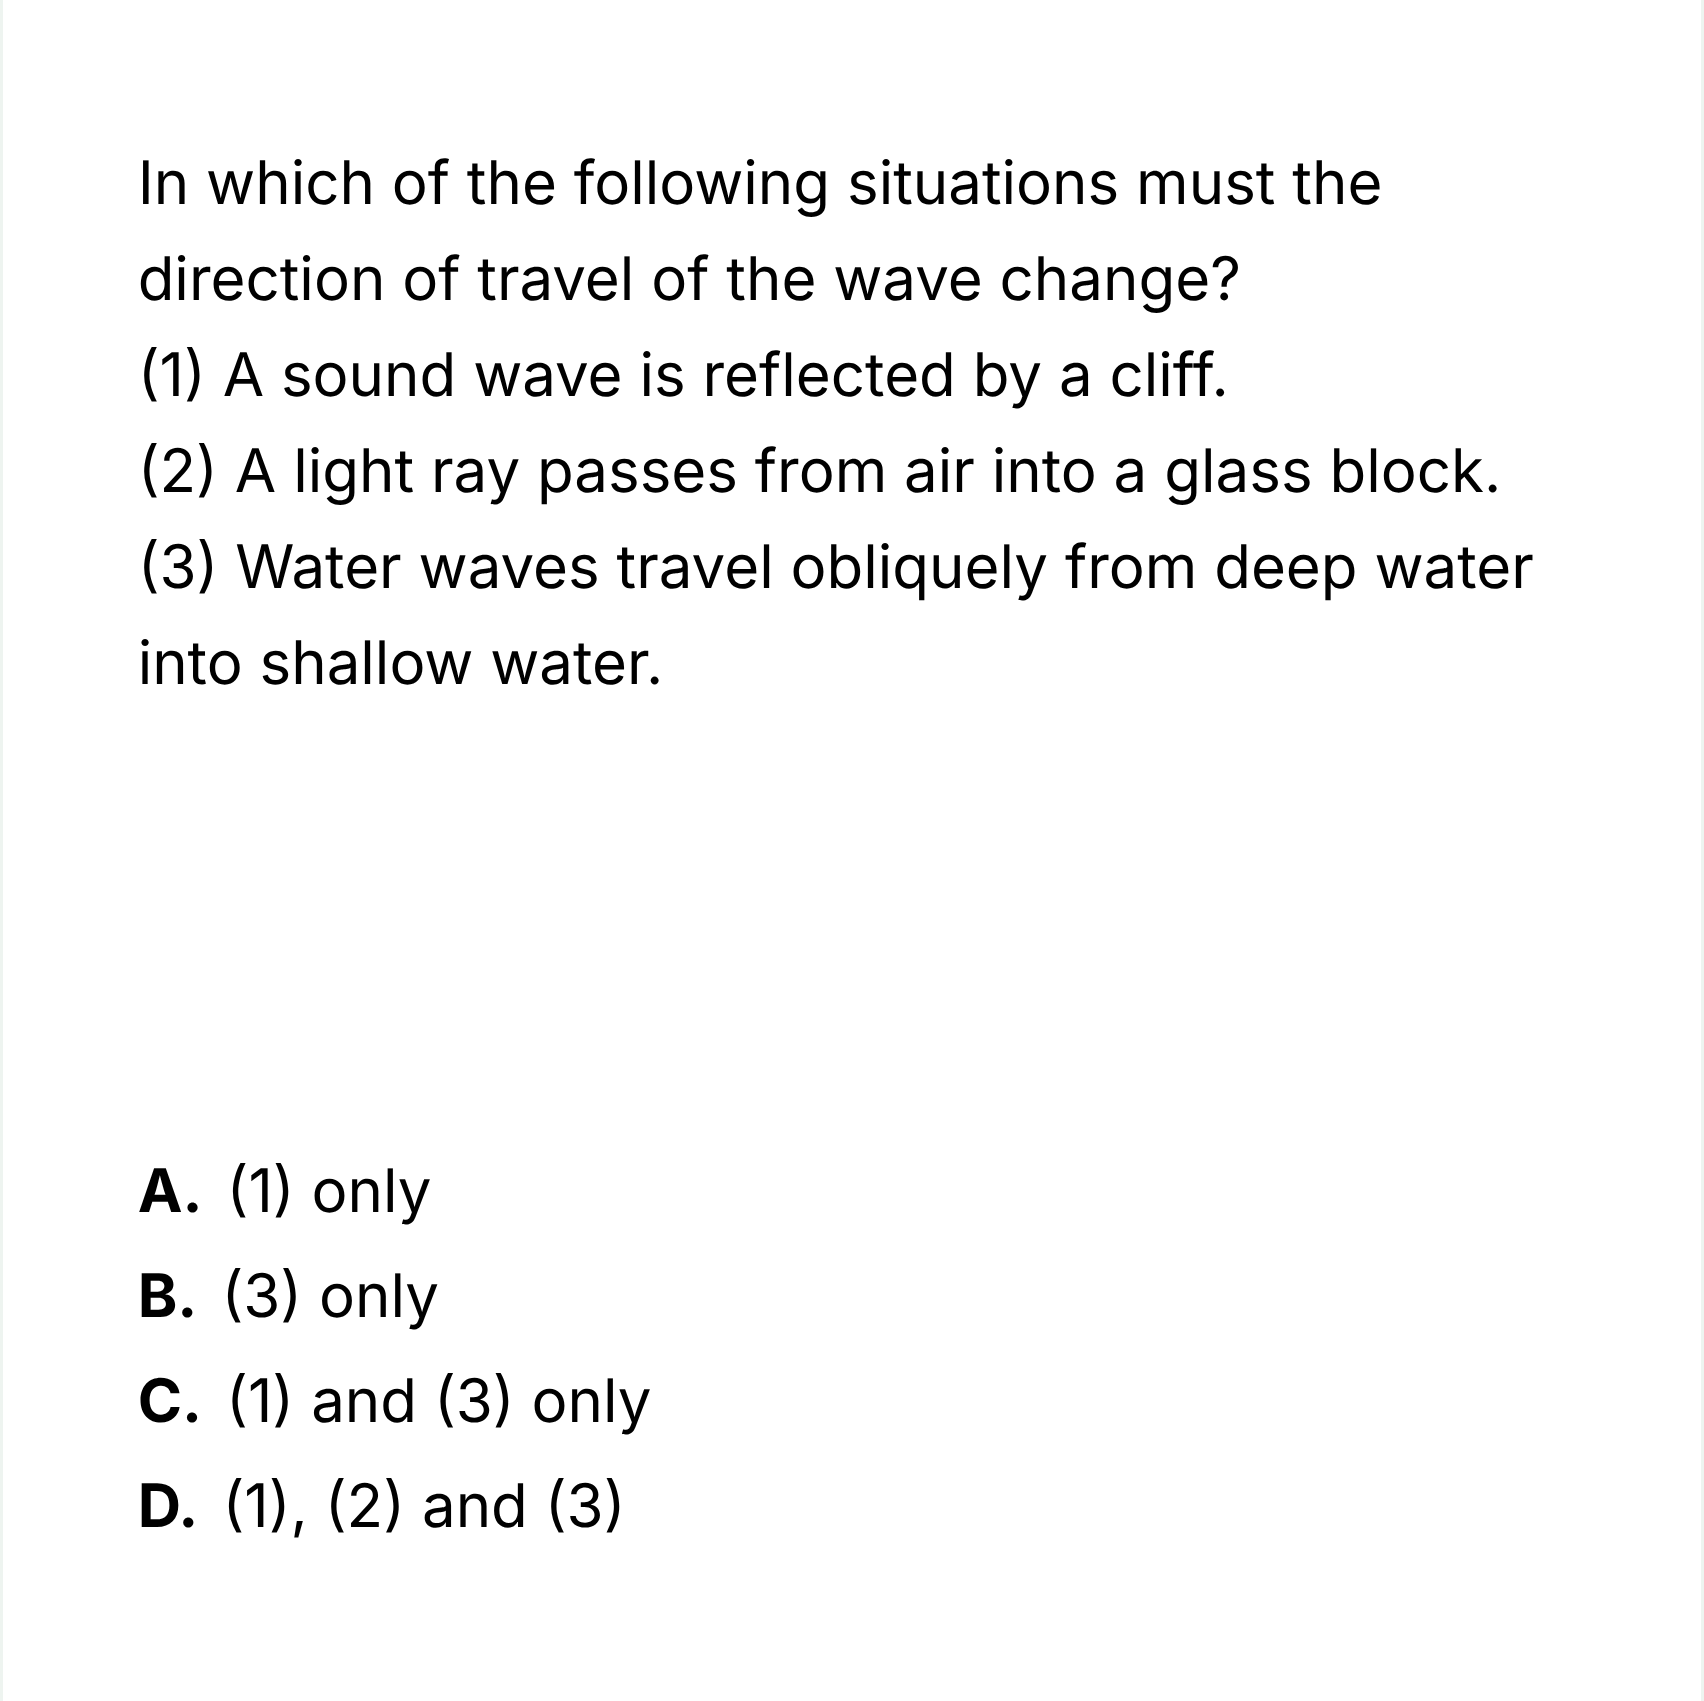 In which of the following situations must the
direction of travel of the wave change?
(1) A sound wave is reflected by a cliff.
(2) A light ray passes from air into a glass block.
(3) Water waves travel obliquely from deep water
into shallow water.
A. (1) only
B. (3) only
C. (1) and (3) only
D. (1), (2) and (3)